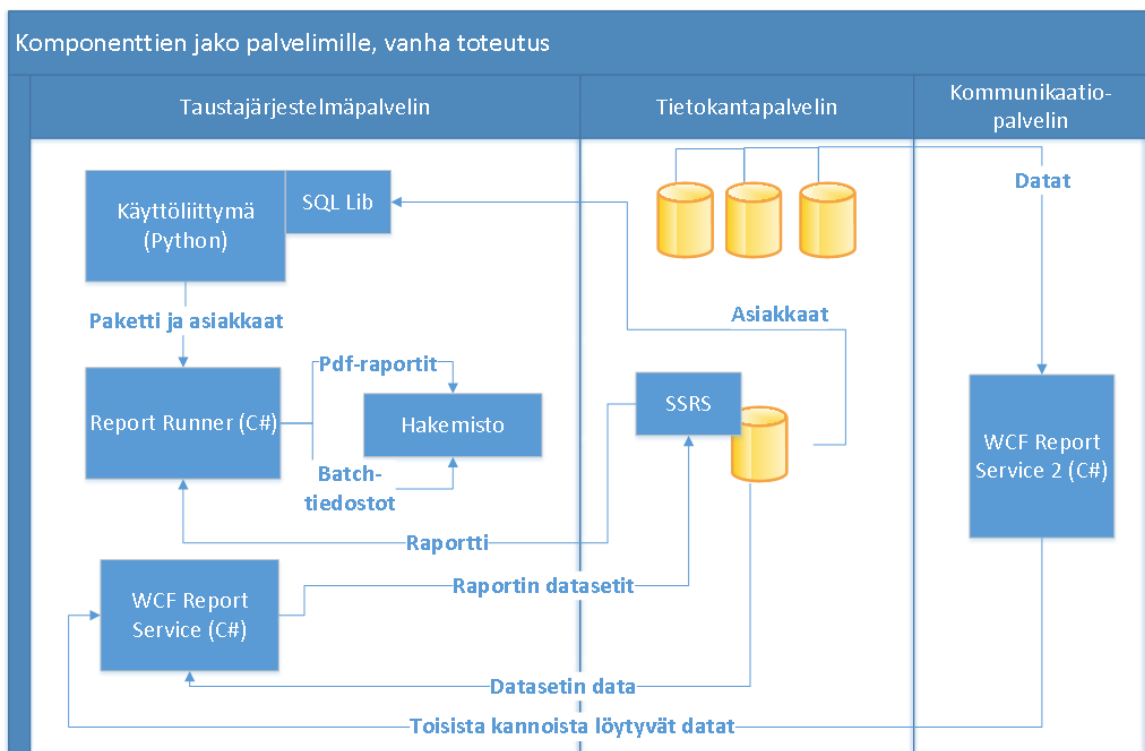 Komponenttien jako palvelimille, vanha toteutus
Taustajärjestelmäpalvelin
Tietokantapalvelin
Kommunikaatio-
palvelin
Käyttöliittymä
(Python)
SQL Lib
Datat
Paketti ja asiakkaat
Asiakkaat
Pdf-raportit
Report Runner (C#)
Hakemisto
SSRS
WCF Report
Service 2 (C#)
Batch-
tiedostot
Raportti
WCF Report
Service (C#)
Raportin datasetit
Datasetin data
Toisista kannoista löytyvät datat